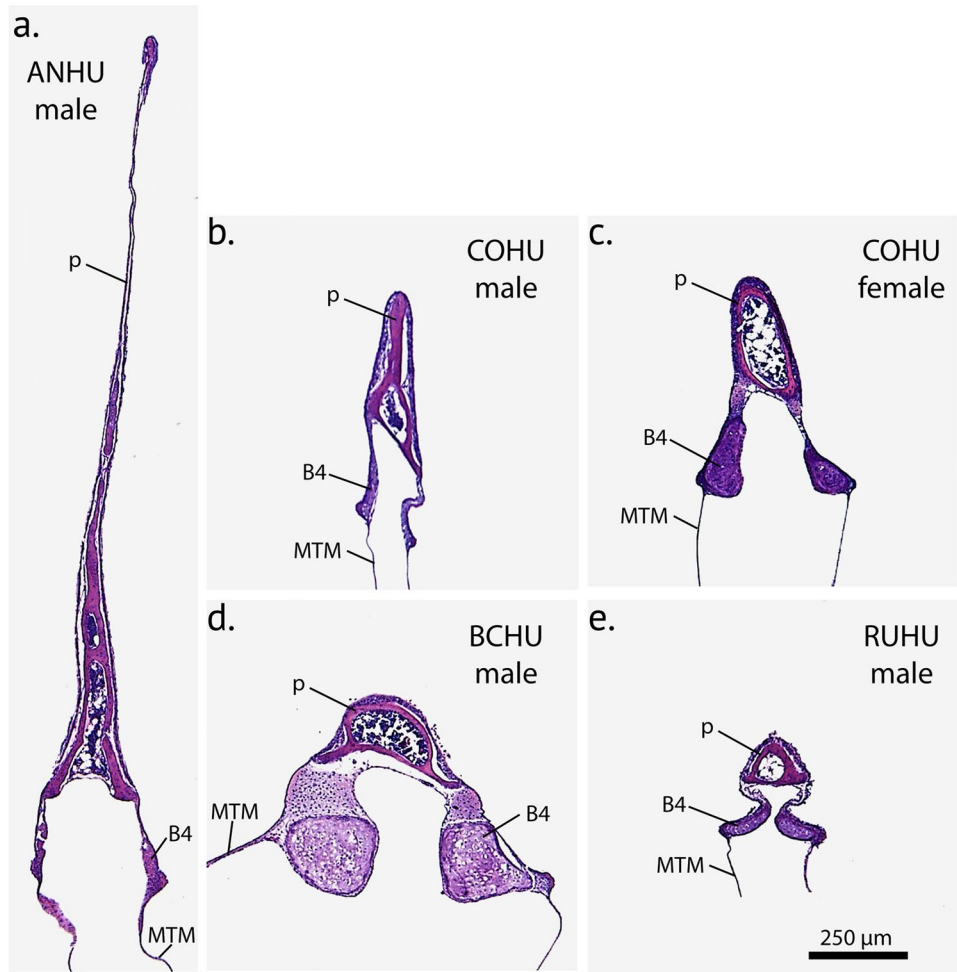 a.
ANHU
male
p
B4
MTM
b.
COHU
male
p
B4
MTM
c.
COHU
female
p
B4
MTM
d.
BCHU
male
p
MTM
B4
e.
RUHU
male
p
B4
MTM
250 µm